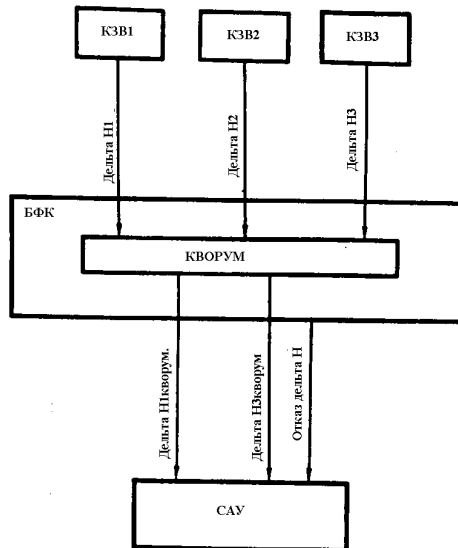 КЗВ1
КЗВ2
КЗВ3
Дельта Н1
Дельта Н2
Дельта Н3
БФК
КВОРУМ
Дельта Н1кворум.
Дельта Н3кворум
Отказ дельта Н
САУ